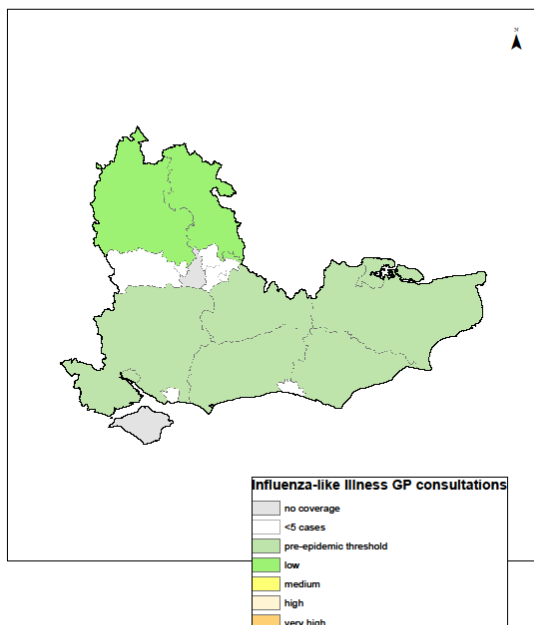 N
Influenza-like Illness GP consultations
no coverage
<5 cases
pre-epidemic threshold
low
medium
high
very high